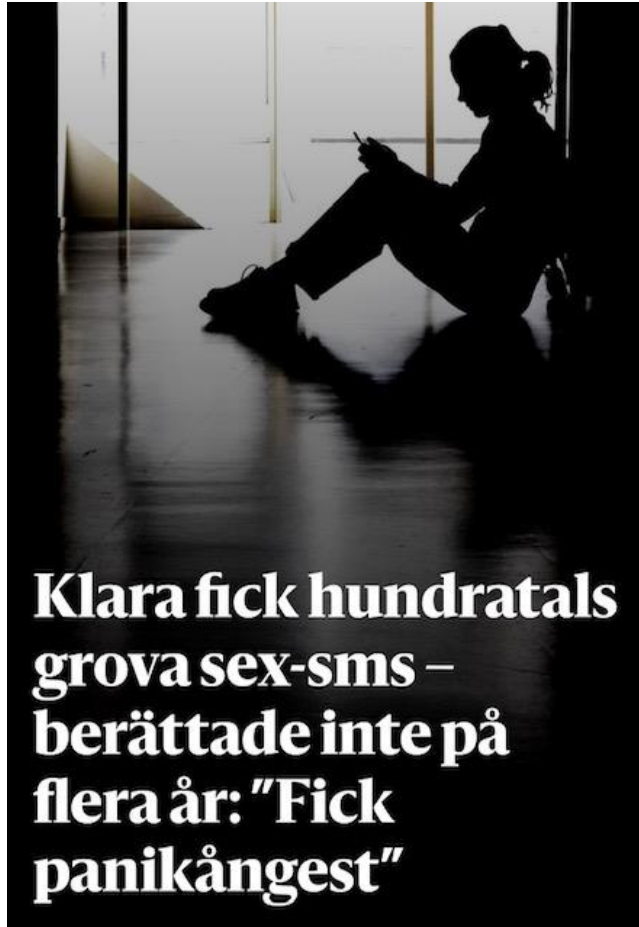 Klara fick hundratals
grova sex-sms –
berättade inte på
flera år: ”Fick
panikångest”